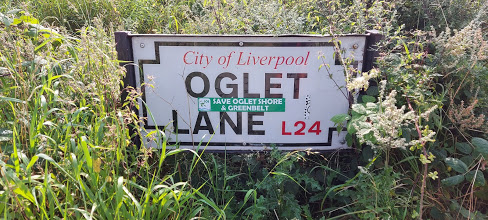 City of Liverpool
OGLET
SAVE OGLET SHORE
& GREENBELT
LANE L24